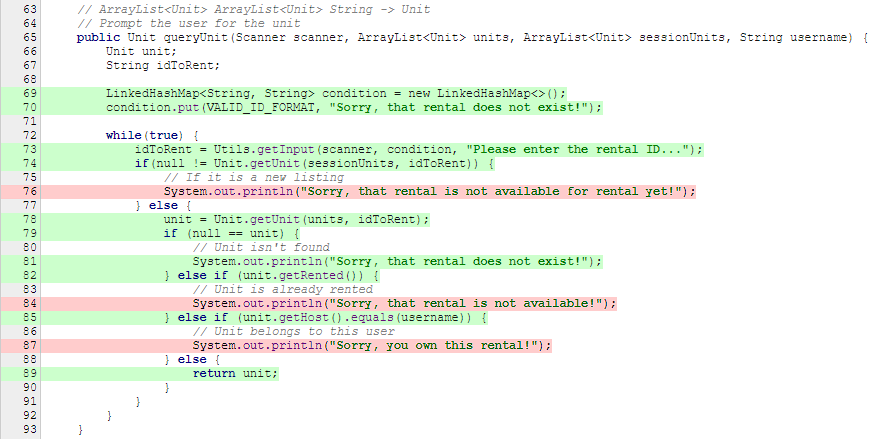 63 // ArrayList<Unit> ArrayList<Unit> String -> Unit
64 // Prompt the user for the unit
65 public Unit queryUnit(Scanner scanner, ArrayList<Unit> units, ArrayList<Unit> sessionUnits, String username) {
66 Unit unit;
67 String idToRent;
68
69 LinkedHashMap<String, String> condition = new LinkedHashMap<>();
70 condition.put(VALID_ID_FORMAT, "Sorry, that rental does not exist!");
71
72 while(true) {
73 idToRent = Utils.getInput(scanner, condition, "Please enter the rental ID...");
74 if(null != Unit.getUnit(sessionUnits, idToRent)) {
75 // If it is a new listing
76 System.out.println("Sorry, that rental is not available for rental yet!");
77 } else {
78 unit = Unit.getUnit(units, idToRent);
79 if (null == unit) {
80 // Unit isn't found
81 System.out.println("Sorry, that rental does not exist!");
82 } else if (unit.getRented()) {
83 // Unit is already rented
84 System.out.println("Sorry, that rental is not available!");
85 } else if (unit.getHost().equals(username)) {
86 // Unit belongs to this user
87 System.out.println("Sorry, you own this rental!");
88 } else {
89 return unit;
90 }
91 }
92 }
93 }